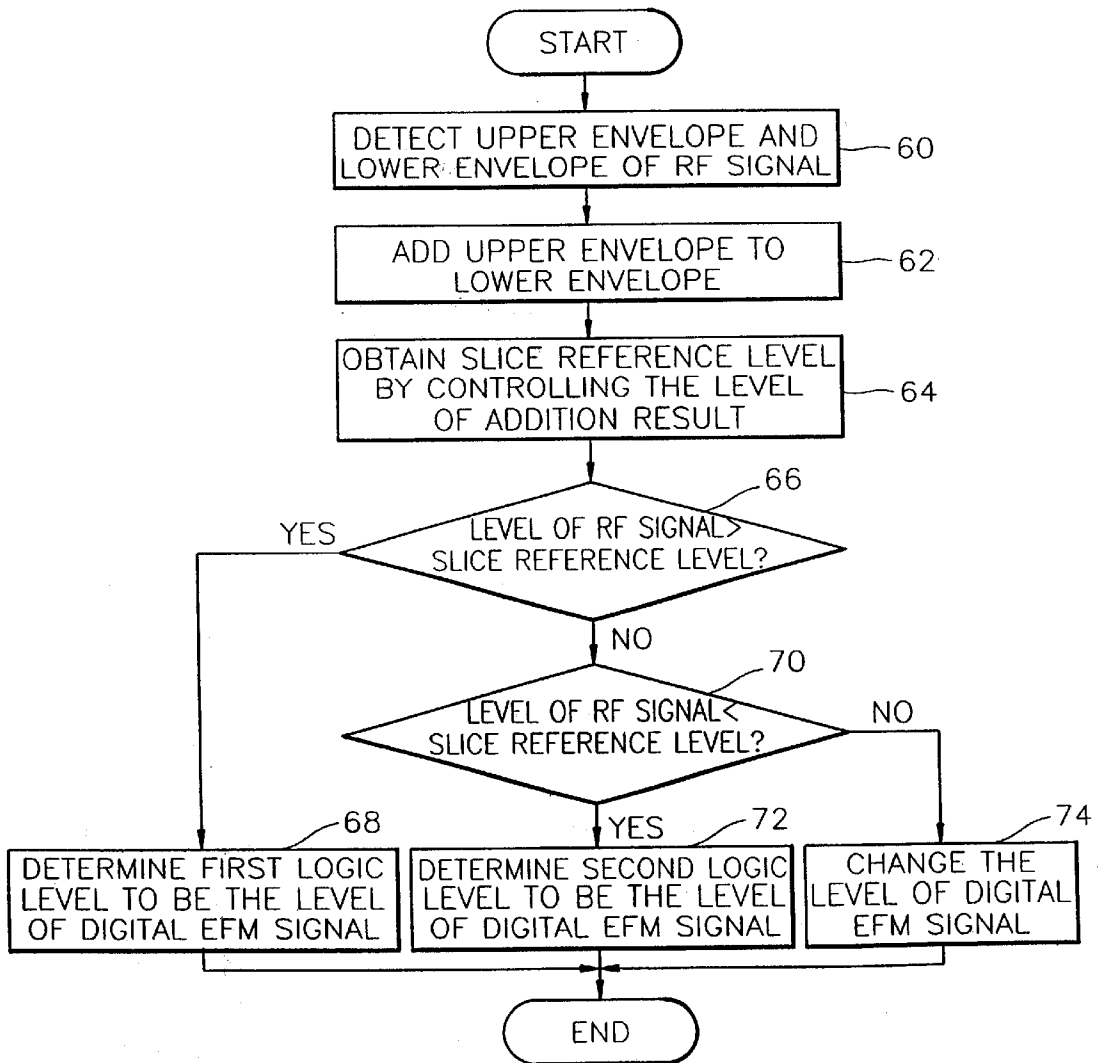 START
DETECT UPPER ENVELOPE AND
LOWER ENVELOPE OF RF SIGNAL
60
ADD UPPER ENVELOPE TO
LOWER ENVELOPE
62
OBTAIN SLICE REFERENCE LEVEL
BY CONTROLLING THE LEVEL
OF ADDITION RESULT
64
66
LEVEL OF RF SIGNAL>
SLICE REFERENCE LEVEL?
YES
NO
70
LEVEL OF RF SIGNAL<
SLICE REFERENCE LEVEL?
NO
YES
68
DETERMINE FIRST LOGIC
LEVEL TO BE THE LEVEL
OF DIGITAL EFM SIGNAL
72
DETERMINE SECOND LOGIC
LEVEL TO BE THE LEVEL
OF DIGITAL EFM SIGNAL
74
CHANGE THE
LEVEL OF DIGITAL
EFM SIGNAL
END